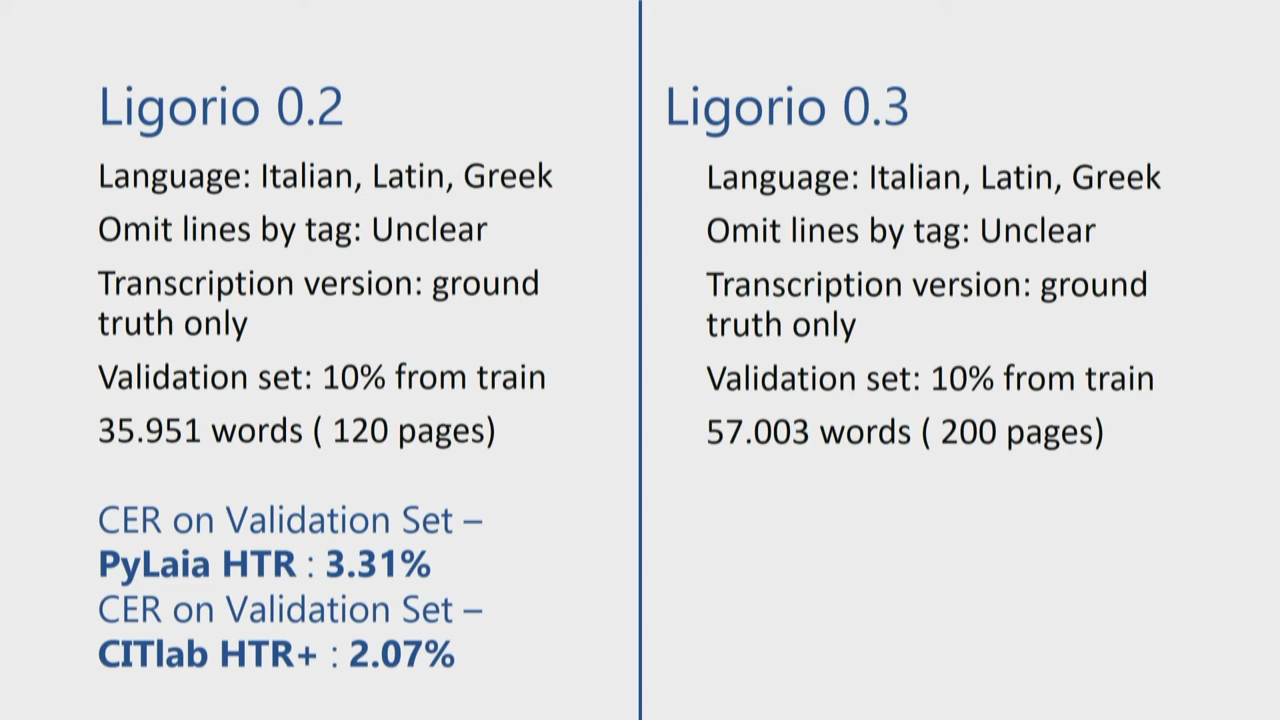 Ligorio 0.2
Language: Italian, Latin, Greek
Omit lines by tag: Unclear
Transcription version: ground
truth only
Validation set: 10% from train
35.951 words ( 120 pages)
CER on Validation Set –
PyLaia HTR : 3.31%
CER on Validation Set –
CITlab HTR+ : 2.07%
Ligorio 0.3
Language: Italian, Latin, Greek
Omit lines by tag: Unclear
Transcription version: ground
truth only
Validation set: 10% from train
57.003 words ( 200 pages)